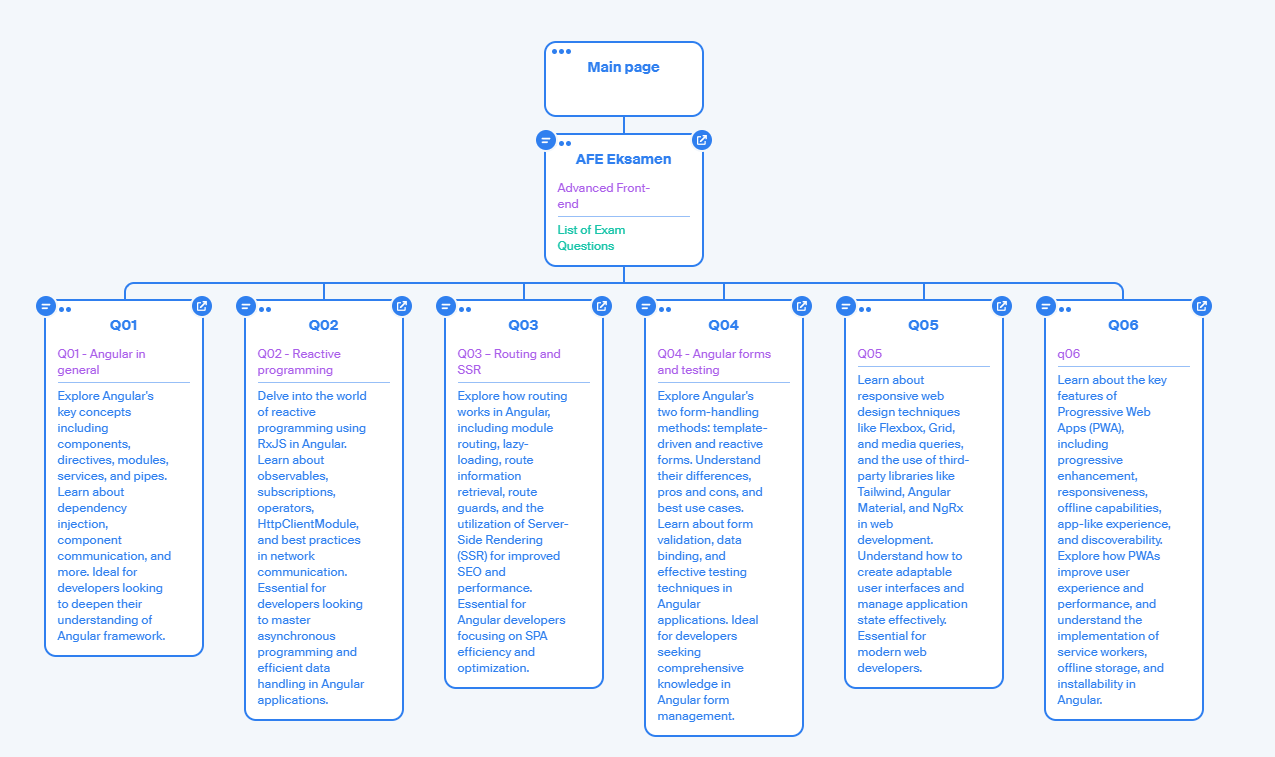 Main page
AFE Eksamen
Advanced Front-
end
List of Exam
Questions
Q01
Q01 - Angular in
general
Explore Angular's
key concepts
including
components,
directives, modules,
services, and pipes.
Learn about
dependency
injection,
component
communication, and
more. Ideal for
developers looking
to deepen their
understanding of
Angular framework.
Q02
Q02 - Reactive
programming
Delve into the world
of reactive
programming using
RxJS in Angular.
Learn about
observables,
subscriptions,
operators,
HttpClientModule,
and best practices
in network
communication.
Essential for
developers looking
to master
asynchronous
programming and
efficient data
handling in Angular
applications.
Q03
Q03 – Routing and
SSR
Explore how routing
works in Angular,
including module
routing, lazy-
loading, route
information
retrieval, route
guards, and the
utilization of Server-
Side Rendering
(SSR) for improved
SEO and
performance.
Essential for
Angular developers
focusing on SPA
efficiency and
optimization.
Q04
Q04 - Angular forms
and testing
Explore Angular's
two form-handling
methods: template-
driven and reactive
forms. Understand
their differences,
pros and cons, and
best use cases.
Learn about form
validation, data
binding, and
effective testing
techniques in
Angular
applications. Ideal
for developers
seeking
comprehensive
knowledge in
Angular form
management.
Q05
Q05
Learn about
responsive web
design techniques
like Flexbox, Grid,
and media queries,
and the use of third-
party libraries like
Tailwind, Angular
Material, and NgRx
in web
development.
Understand how to
create adaptable
user interfaces and
manage application
state effectively.
Essential for
modern web
developers.
Q06
q06
Learn about the key
features of
Progressive Web
Apps (PWA),
including
progressive
enhancement,
responsiveness,
offline capabilities,
app-like experience,
and discoverability.
Explore how PWAs
improve user
experience and
performance, and
understand the
implementation of
service workers,
offline storage, and
installability in
Angular.